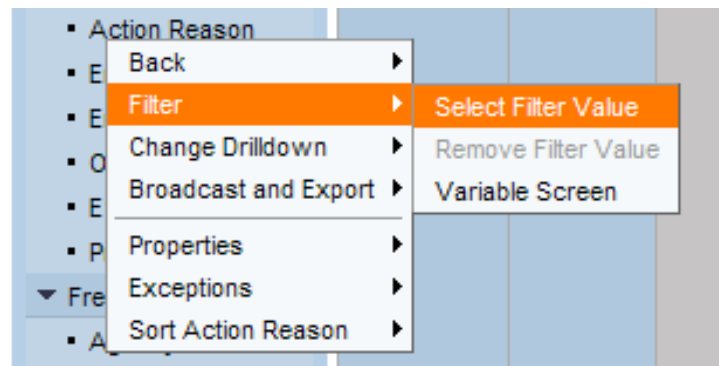 Action Reason
Back
Filter
Select Filter Value
Change Drilldown
Remove Filter Value
Broadcast and Export
Variable Screen
Properties
Exceptions
Sort Action Reason